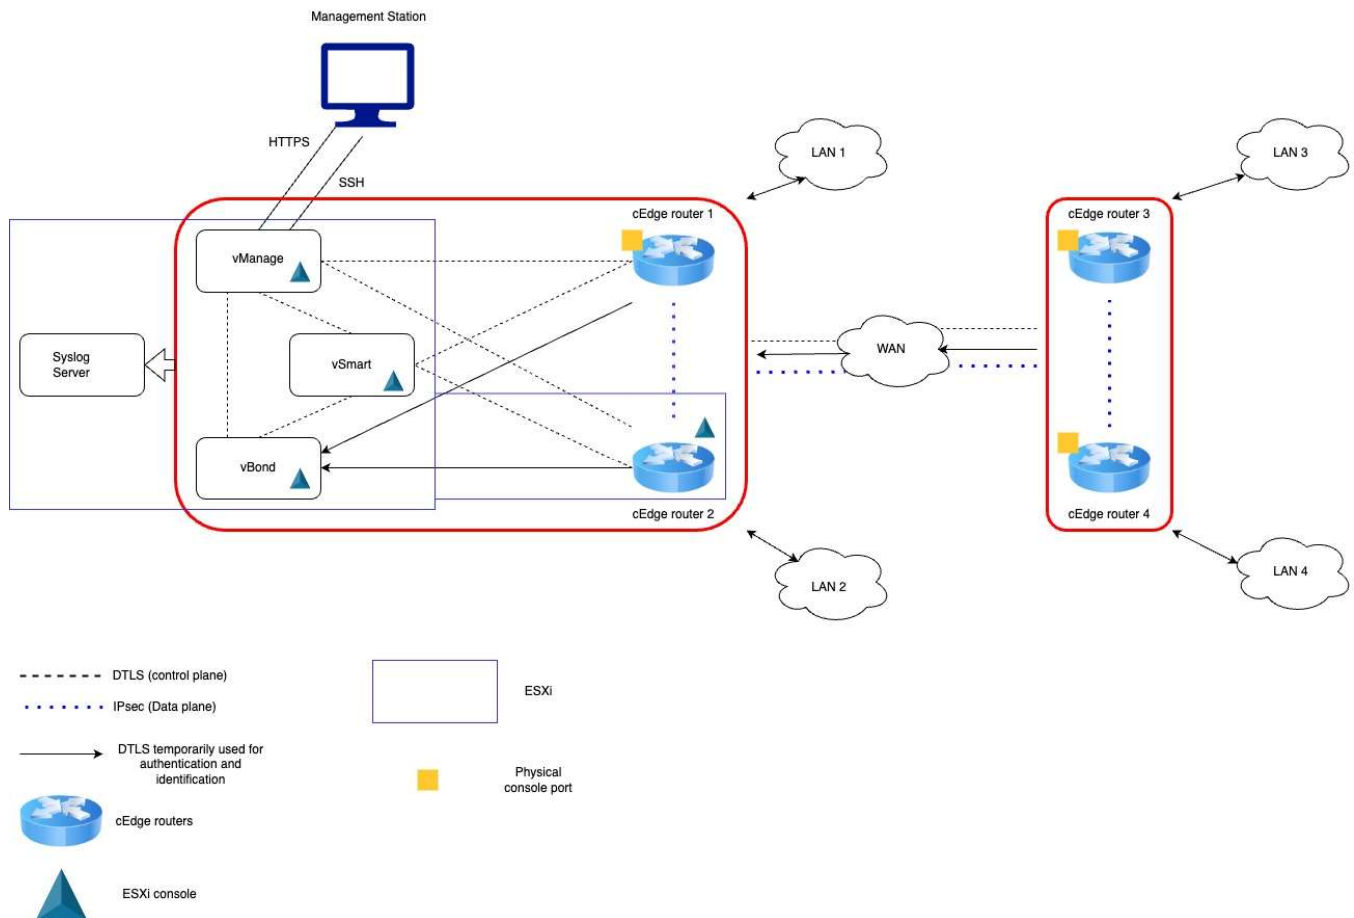 Management Station
HTTPS
SSH
LAN 1
LAN 3
cEdge router 1
cEdge router 3
vManage
Syslog
Server
vSmart
WAN
vBond
cEdge router 2
cEdge router 4
LAN 2
LAN 4
DTLS (control plane)
IPsec (Data plane)
DTLS temporarily used for
authentication and
identification
cEdge routers
ESXi console
ESXi
Physical
console port